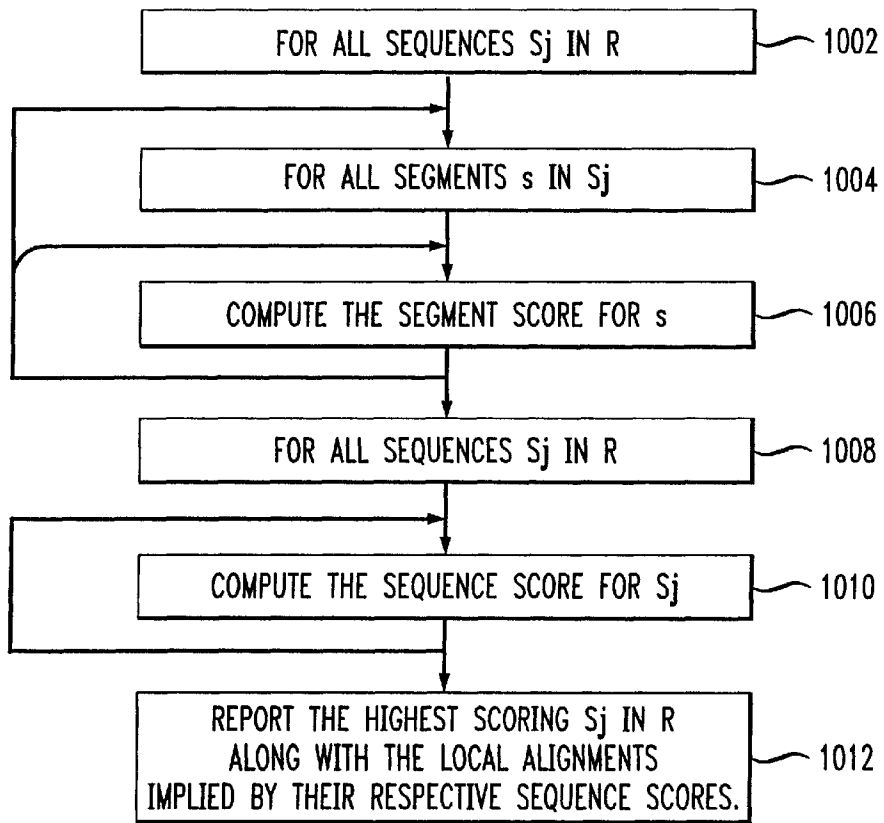 FOR ALL SEQUENCES Sj IN R
1002
FOR ALL SEGMENTS s IN Sj
1004
COMPUTE THE SEGMENT SCORE FOR s
1006
FOR ALL SEQUENCES Sj IN R
1008
COMPUTE THE SEQUENCE SCORE FOR Sj
1010
REPORT THE HIGHEST SCORING Sj IN R
ALONG WITH THE LOCAL ALIGNMENTS
IMPLIED BY THEIR RESPECTIVE SEQUENCE SCORES.
1012